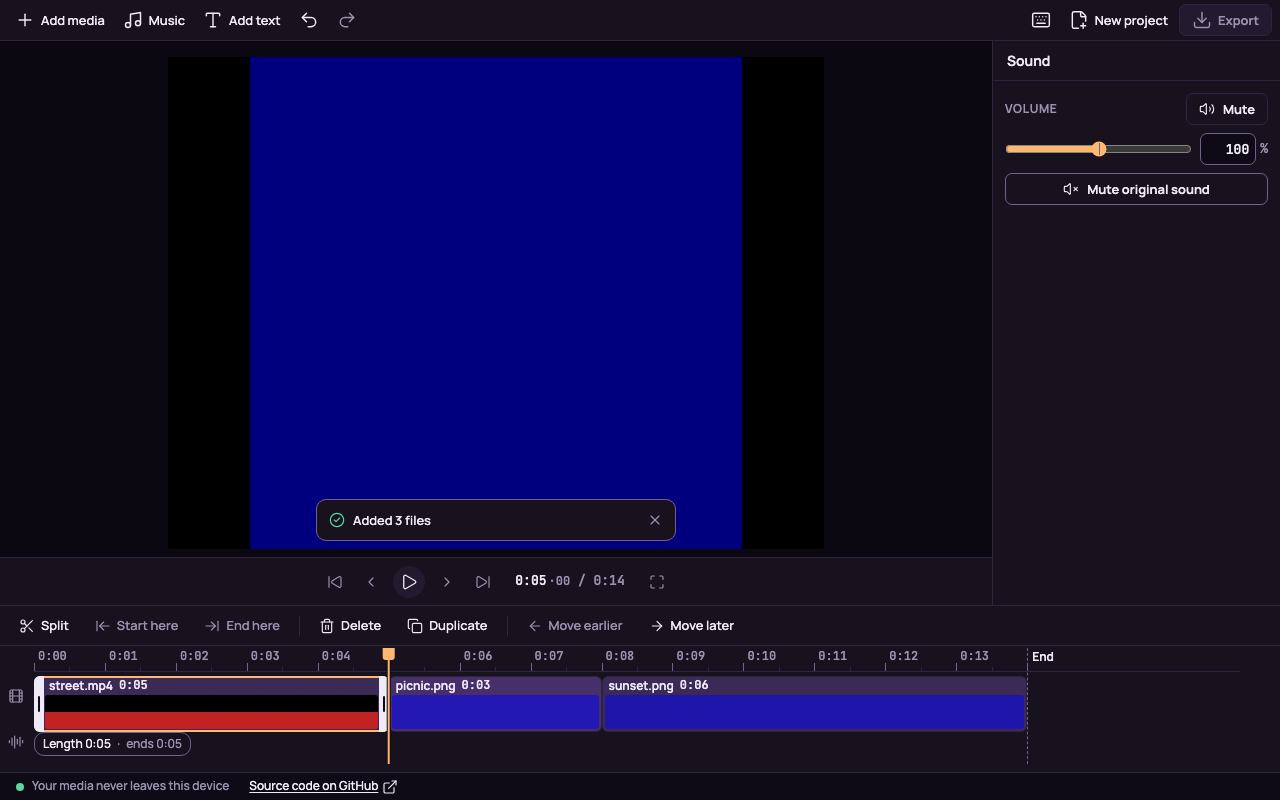 Add media Music Add text New project Export
Sound
VOLUME Mute
100 %
Mute original sound
Added 3 files
0:05·00 / 0:14
Split Start here End here Delete Duplicate Move earlier Move later
0:00 0:01 0:02 0:03 0:04 0:06 0:07 0:08 0:09 0:10 0:11 0:12 0:13 End
street.mp4 0:05 picnic.png 0:03 sunset.png 0:06
Length 0:05 · ends 0:05
Your media never leaves this device Source code on GitHub